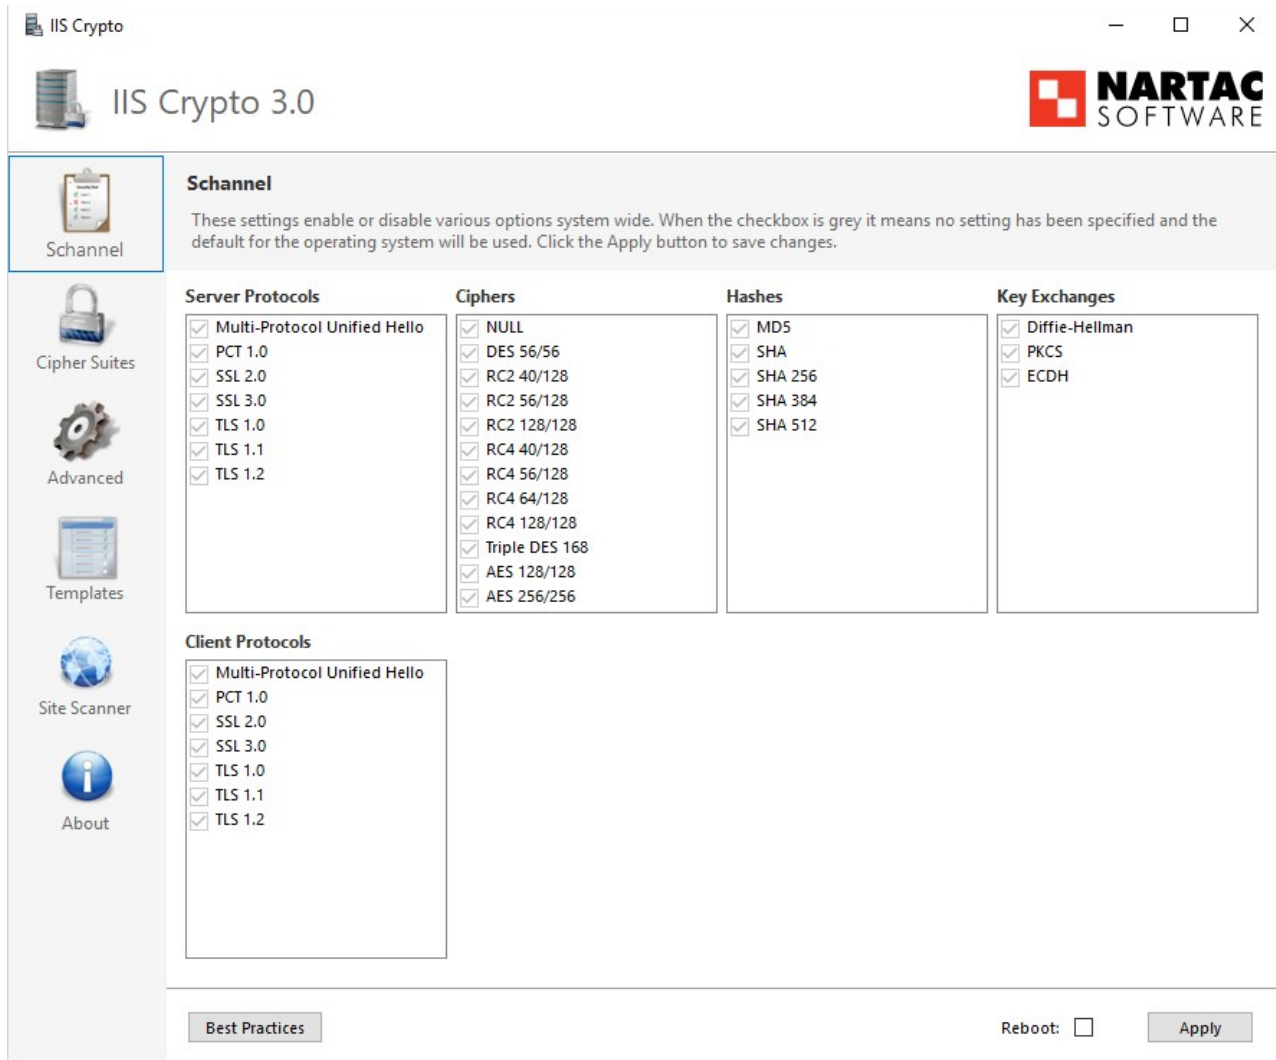 IIS Crypto
IIS Crypto 3.0
NARTAC
SOFTWARE
Schannel
Cipher Suites
Advanced
Templates
Site Scanner
About
Schannel
These settings enable or disable various options system wide. When the checkbox is grey it means no setting has been specified and the
default for the operating system will be used. Click the Apply button to save changes.
Server Protocols
Multi-Protocol Unified Hello
PCT 1.0
SSL 2.0
SSL 3.0
TLS 1.0
TLS 1.1
TLS 1.2
Ciphers
NULL
DES 56/56
RC2 40/128
RC2 56/128
RC2 128/128
RC4 40/128
RC4 56/128
RC4 64/128
RC4 128/128
Triple DES 168
AES 128/128
AES 256/256
Hashes
MD5
SHA
SHA 256
SHA 384
SHA 512
Key Exchanges
Diffie-Hellman
PKCS
ECDH
Client Protocols
Multi-Protocol Unified Hello
PCT 1.0
SSL 2.0
SSL 3.0
TLS 1.0
TLS 1.1
TLS 1.2
Best Practices
Reboot:
Apply